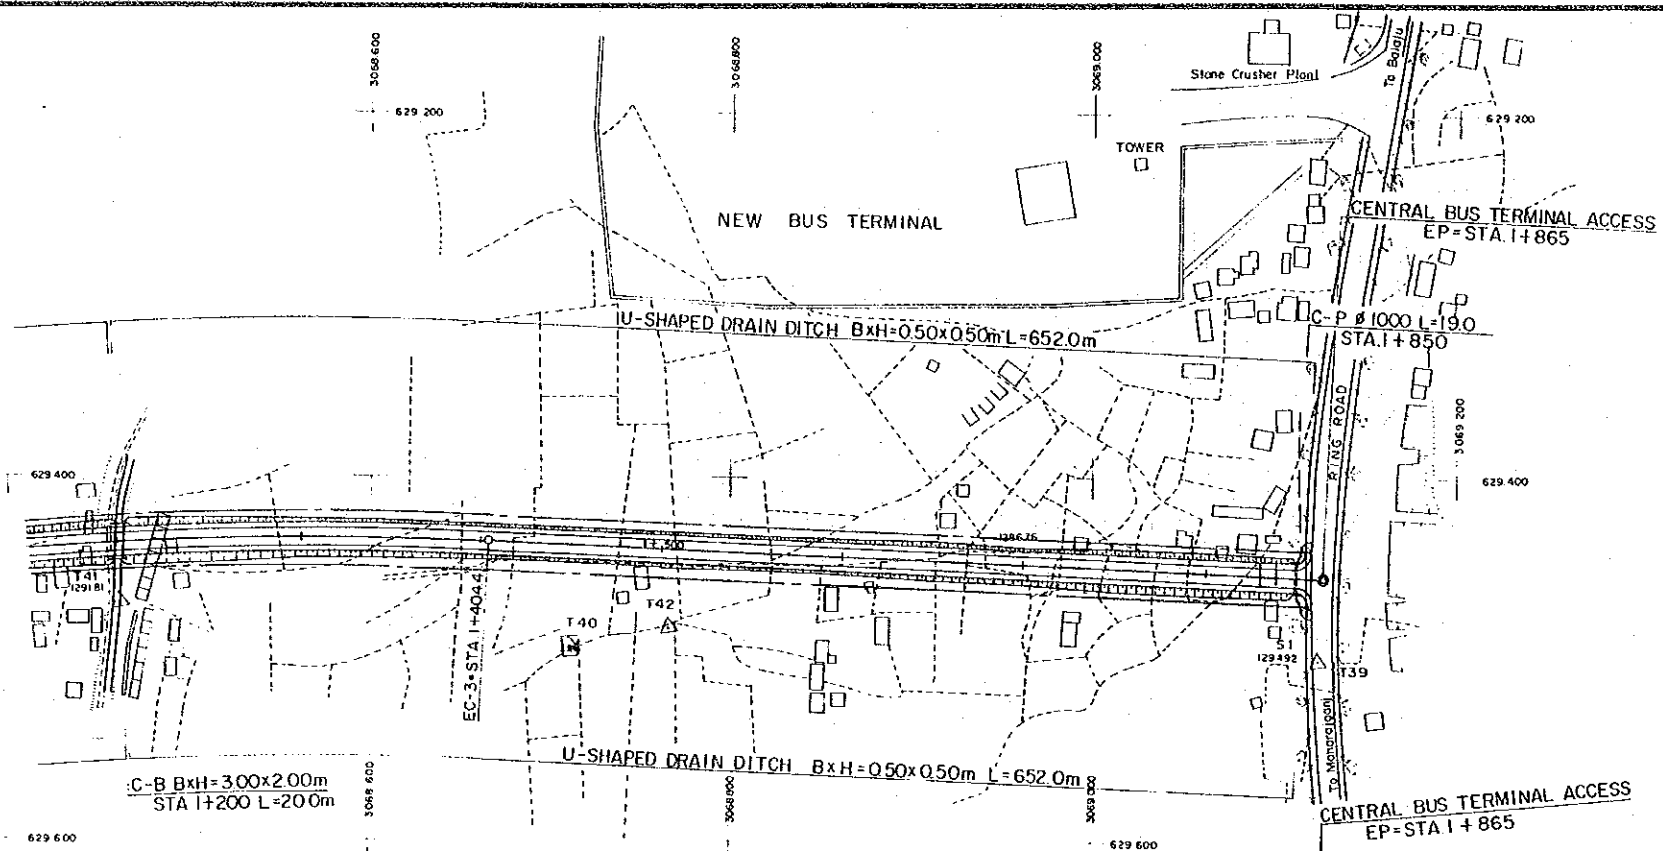 3068.600
3068.800
3069.000
Stone Crusher Plant
To Balaju
629 200
629 200
TOWER
NEW BUS TERMINAL
CENTRAL BUS TERMINAL ACCESS
EP=STA.1+865
U-SHAPED DRAIN DITCH BxH=0.50x0.50m L=652.0m
C-P ø1000 L=19.0
STA.1+850
RING ROAD
3069 200
629 400
629 400
T41
129181
EC-3=STA.1+404.4
T40
T42
S1
129492
T39
To Maharajganj
U-SHAPED DRAIN DITCH BxH=0.50x0.50m L=652.0m
C-B BxH=3.00x2.00m
STA 1+200 L=20.0m
3068 600
3068800
3069 000
CENTRAL BUS TERMINAL ACCESS
EP=STA.1+865
629 600
629 600